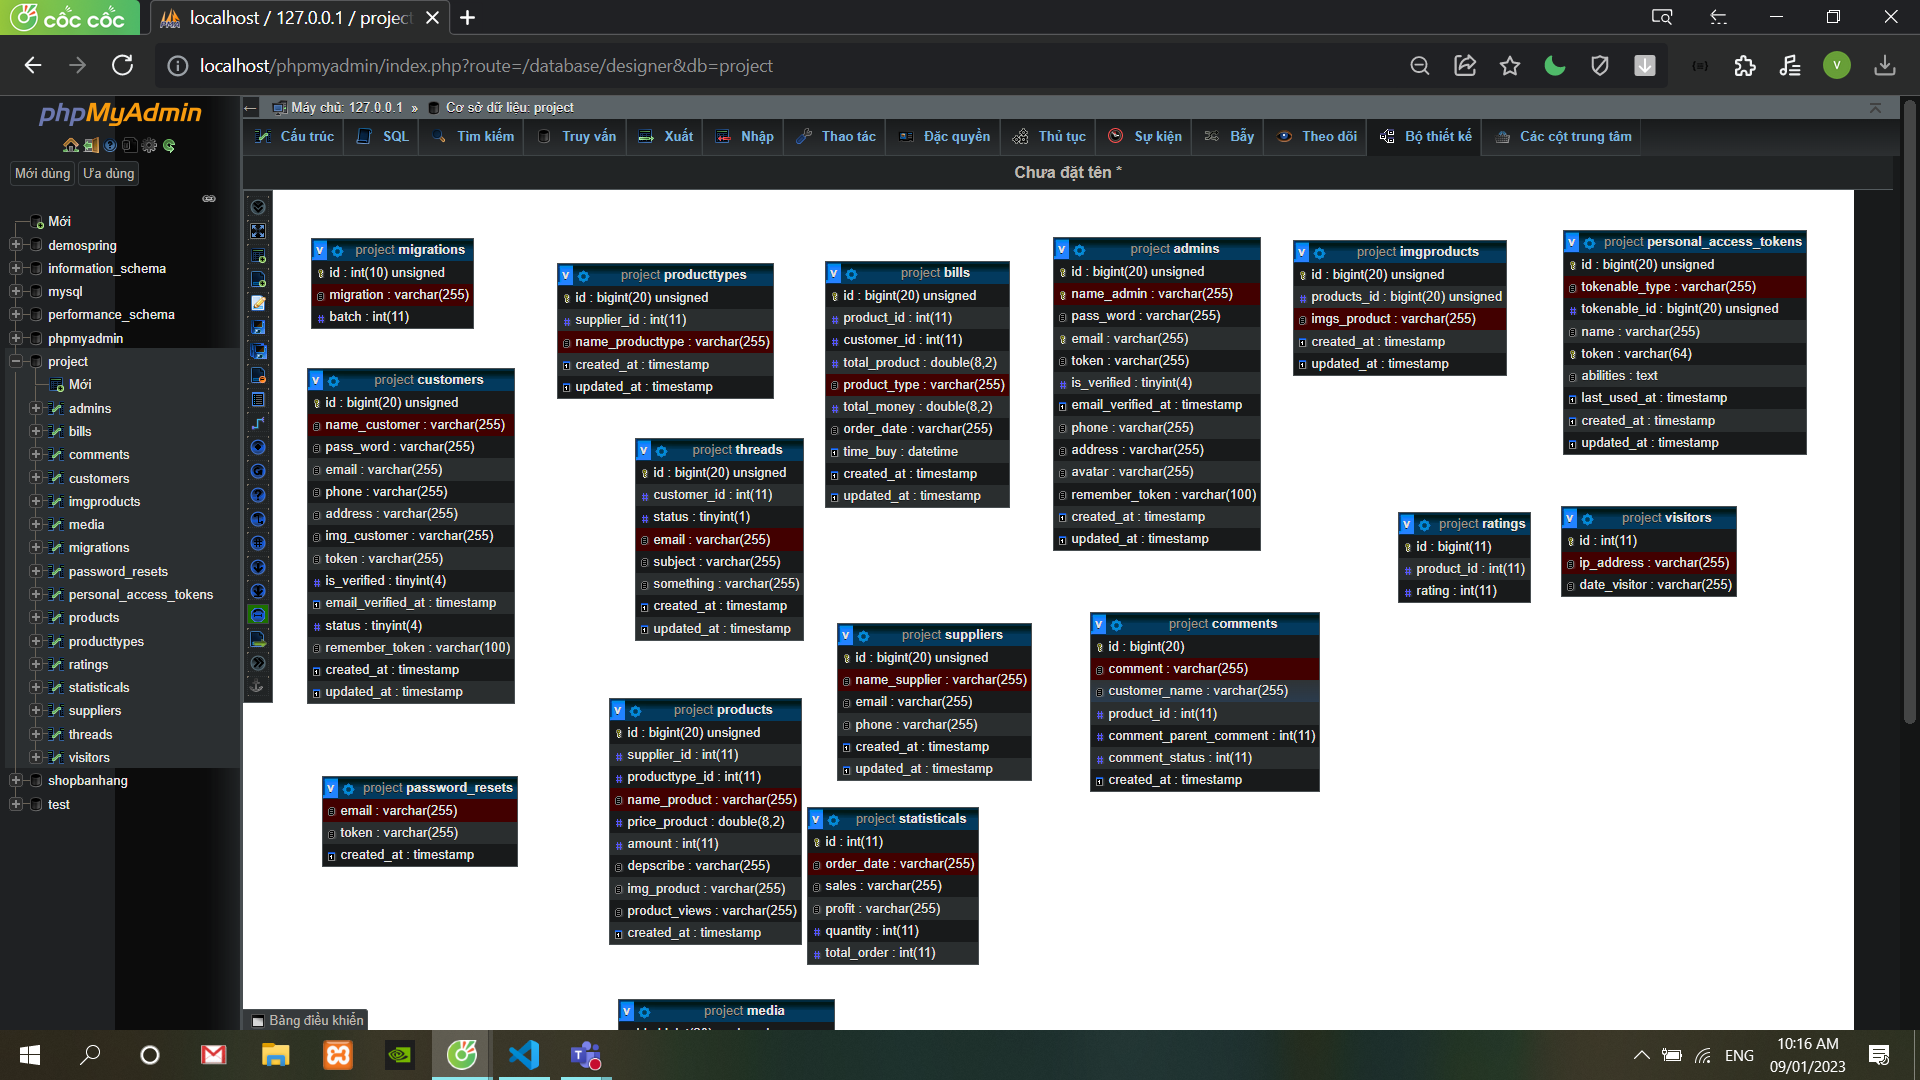 cốc cốc
localhost / 127.0.0.1 / project
localhost/phpmyadmin/index.php?route=/database/designer&db=project
V
phpMyAdmin
Mới dùng
Ưa dùng
Mới
demospring
information_schema
mysql
performance_schema
phpmyadmin
project
Mới
admins
bills
comments
customers
imgproducts
media
migrations
password_resets
personal_access_tokens
products
producttypes
ratings
statisticals
suppliers
threads
visitors
shopbanhang
test
Máy chủ: 127.0.0.1 » Cơ sở dữ liệu: project
Cấu trúc
SQL
Tìm kiếm
Truy vấn
Xuất
Nhập
Thao tác
Đặc quyền
Thủ tục
Sự kiện
Bẫy
Theo dõi
Bộ thiết kế
Các cột trung tâm
Chưa đặt tên *
v project migrations
id : int(10) unsigned
migration : varchar(255)
# batch : int(11)
v project customers
id : bigint(20) unsigned
name_customer : varchar(255)
pass_word : varchar(255)
email : varchar(255)
phone : varchar(255)
address : varchar(255)
img_customer : varchar(255)
token : varchar(255)
# is_verified : tinyint(4)
email_verified_at : timestamp
# status : tinyint(4)
remember_token : varchar(100)
created_at : timestamp
updated_at : timestamp
v project password_resets
email : varchar(255)
token : varchar(255)
created_at : timestamp
v project producttypes
id : bigint(20) unsigned
# supplier_id : int(11)
name_producttype : varchar(255)
created_at : timestamp
updated_at : timestamp
v project threads
id : bigint(20) unsigned
# customer_id : int(11)
# status : tinyint(1)
email : varchar(255)
subject : varchar(255)
something : varchar(255)
created_at : timestamp
updated_at : timestamp
v project products
id : bigint(20) unsigned
# supplier_id : int(11)
# producttype_id : int(11)
name_product : varchar(255)
# price_product : double(8,2)
# amount : int(11)
depscribe : varchar(255)
img_product : varchar(255)
product_views : varchar(255)
created_at : timestamp
v project media
v project bills
id : bigint(20) unsigned
# product_id : int(11)
# customer_id : int(11)
# total_product : double(8,2)
product_type : varchar(255)
# total_money : double(8,2)
order_date : varchar(255)
time_buy : datetime
created_at : timestamp
updated_at : timestamp
v project suppliers
id : bigint(20) unsigned
name_supplier : varchar(255)
email : varchar(255)
phone : varchar(255)
created_at : timestamp
updated_at : timestamp
v project statisticals
id : int(11)
order_date : varchar(255)
sales : varchar(255)
profit : varchar(255)
# quantity : int(11)
# total_order : int(11)
v project admins
id : bigint(20) unsigned
name_admin : varchar(255)
pass_word : varchar(255)
email : varchar(255)
token : varchar(255)
# is_verified : tinyint(4)
email_verified_at : timestamp
phone : varchar(255)
address : varchar(255)
avatar : varchar(255)
remember_token : varchar(100)
created_at : timestamp
updated_at : timestamp
v project comments
id : bigint(20)
comment : varchar(255)
customer_name : varchar(255)
# product_id : int(11)
# comment_parent_comment : int(11)
# comment_status : int(11)
created_at : timestamp
v project imgproducts
id : bigint(20) unsigned
# products_id : bigint(20) unsigned
imgs_product : varchar(255)
created_at : timestamp
updated_at : timestamp
v project ratings
id : bigint(11)
# product_id : int(11)
# rating : int(11)
v project personal_access_tokens
id : bigint(20) unsigned
tokenable_type : varchar(255)
# tokenable_id : bigint(20) unsigned
name : varchar(255)
token : varchar(64)
abilities : text
last_used_at : timestamp
created_at : timestamp
updated_at : timestamp
v project visitors
id : int(11)
ip_address : varchar(255)
date_visitor : varchar(255)
Bảng điều khiển
ENG
10:16 AM
09/01/2023